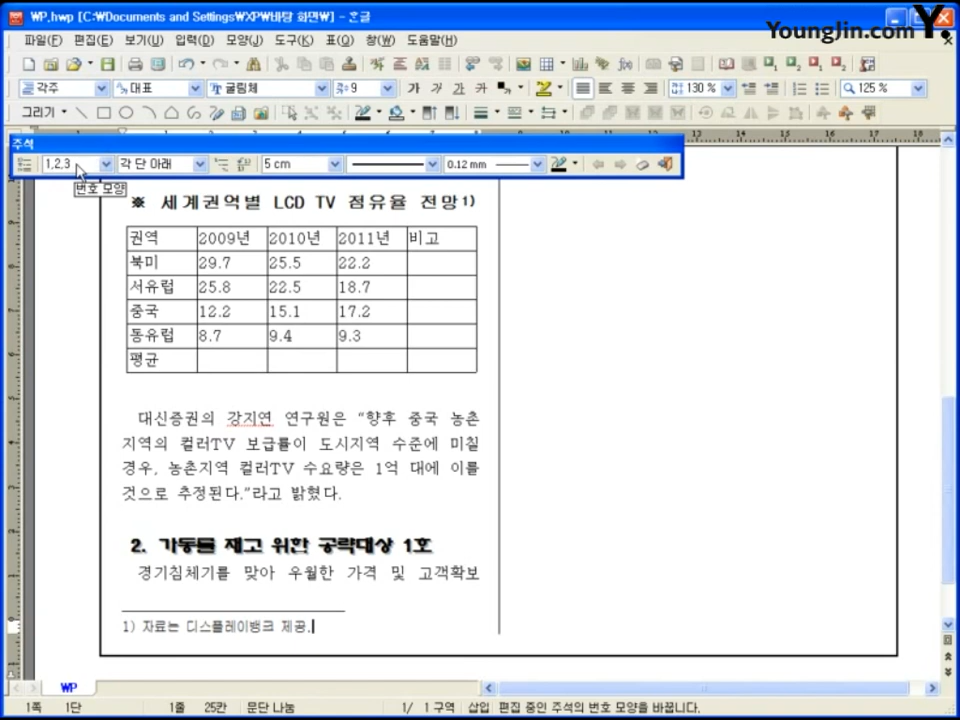 WP.hwp [C:₩Documents and Settings₩XP₩바탕 화면₩] - 한글
YoungJin.com Y.
파일(F) 편집(E) 보기(U) 입력(D) 모양(J) 도구(K) 표(Q) 창(W) 도움말(H)
각주 대표 굴림체 9 가 가 가 가 130 % 125 %
그리기
주석
1,2,3 각 단 아래 5 cm 0.12 mm
번호 모양
11 12 13 14 15 16 17 18
※ 세계권역별 LCD TV 점유율 전망1)
권역 2009년 2010년 2011년 비고
북미 29.7 25.5 22.2
서유럽 25.8 22.5 18.7
중국 12.2 15.1 17.2
동유럽 8.7 9.4 9.3
평균
대신증권의 강지연 연구원은 "향후 중국 농촌
지역의 컬러TV 보급률이 도시지역 수준에 미칠
경우, 농촌지역 컬러TV 수요량은 1억 대에 이를
것으로 추정된다."라고 밝혔다.
2. 가동률 재고 위한 공략대상 1호
경기침체기를 맞아 우월한 가격 및 고객확보
1) 자료는 디스플레이뱅크 제공.
WP
1쪽 1단 1줄 25칸 문단 나눔 1/ 1 구역 삽입 편집 중인 주석의 번호 모양을 바꿉니다.